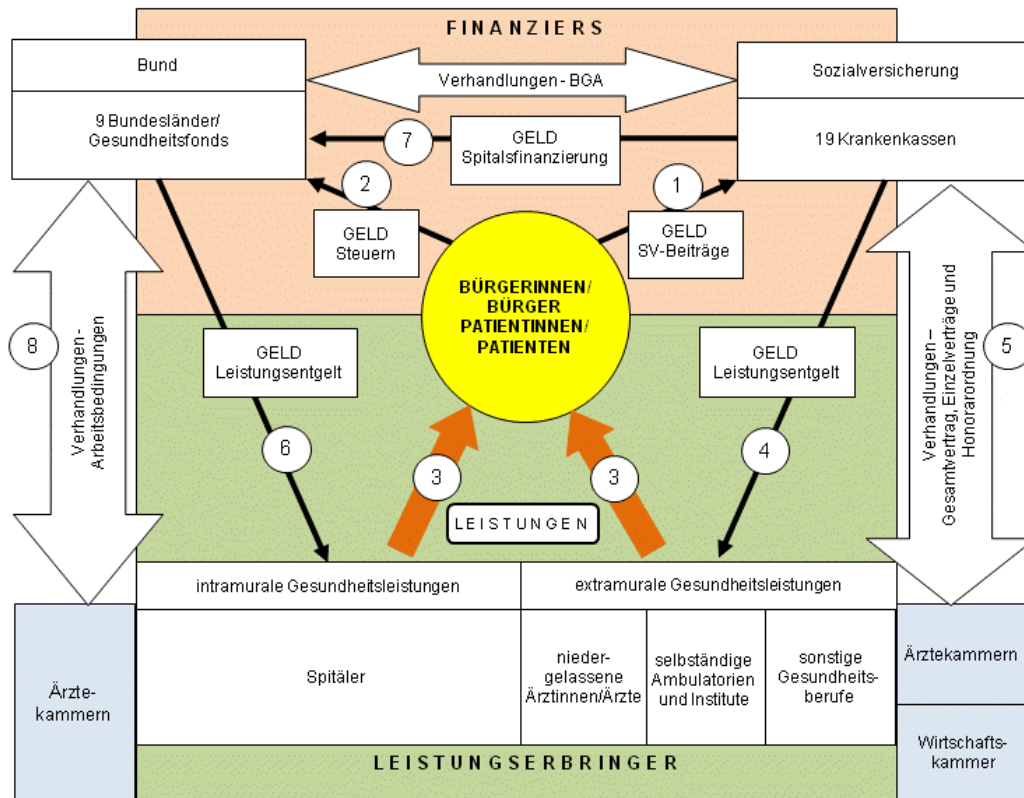 FINANZIERS
Bund
Verhandlungen - BGA
Sozialversicherung
9 Bundesländer/
Gesundheitsfonds
7
GELD
Spitalsfinanzierung
19 Krankenkassen
2
1
GELD
Steuern
GELD
SV-Beiträge
BÜRGERINNEN/
BÜRGER
PATIENTINNEN/
PATIENTEN
8
Verhandlungen -
Arbeitsbedingungen
GELD
Leistungsentgelt
GELD
Leistungsentgelt
5
Verhandlungen –
Gesamtvertrag, Einzelverträge und
Honorarordnung
6
3
3
4
LEISTUNGEN
intramurale Gesundheitsleistungen
extramurale Gesundheitsleistungen
Ärzte-
kammern
Spitäler
nieder-
gelassene
Ärztinnen/Ärzte
selbständige
Ambulatorien
und Institute
sonstige
Gesundheits-
berufe
Ärztekammern
Wirtschafts-
kammer
LEISTUNGSERBRINGER